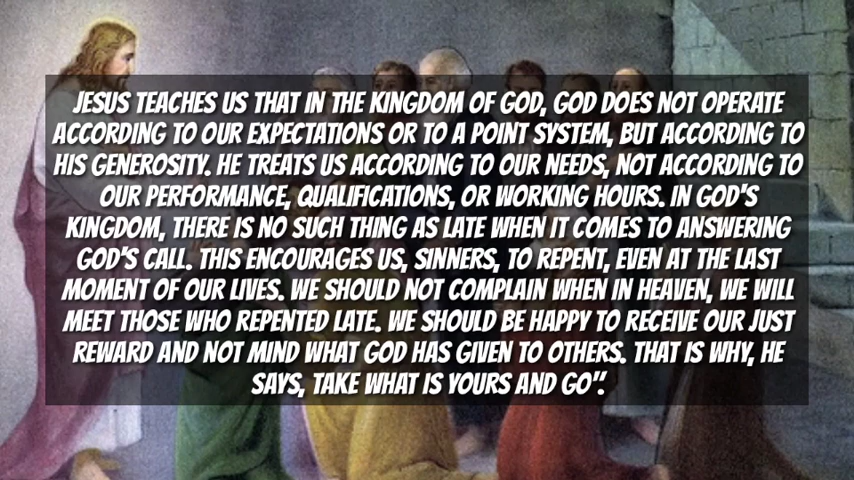 JESUS TEACHES US THAT IN THE KINGDOM OF GOD, GOD DOES NOT OPERATE
ACCORDING TO OUR EXPECTATIONS OR TO A POINT SYSTEM, BUT ACCORDING TO
HIS GENEROSITY. HE TREATS US ACCORDING TO OUR NEEDS, NOT ACCORDING TO
OUR PERFORMANCE, QUALIFICATIONS, OR WORKING HOURS. IN GOD'S
KINGDOM, THERE IS NO SUCH THING AS LATE WHEN IT COMES TO ANSWERING
GOD'S CALL. THIS ENCOURAGES US, SINNERS, TO REPENT, EVEN AT THE LAST
MOMENT OF OUR LIVES. WE SHOULD NOT COMPLAIN WHEN IN HEAVEN, WE WILL
MEET THOSE WHO REPENTED LATE. WE SHOULD BE HAPPY TO RECEIVE OUR JUST
REWARD AND NOT MIND WHAT GOD HAS GIVEN TO OTHERS. THAT IS WHY, HE
SAYS, TAKE WHAT IS YOURS AND GO".